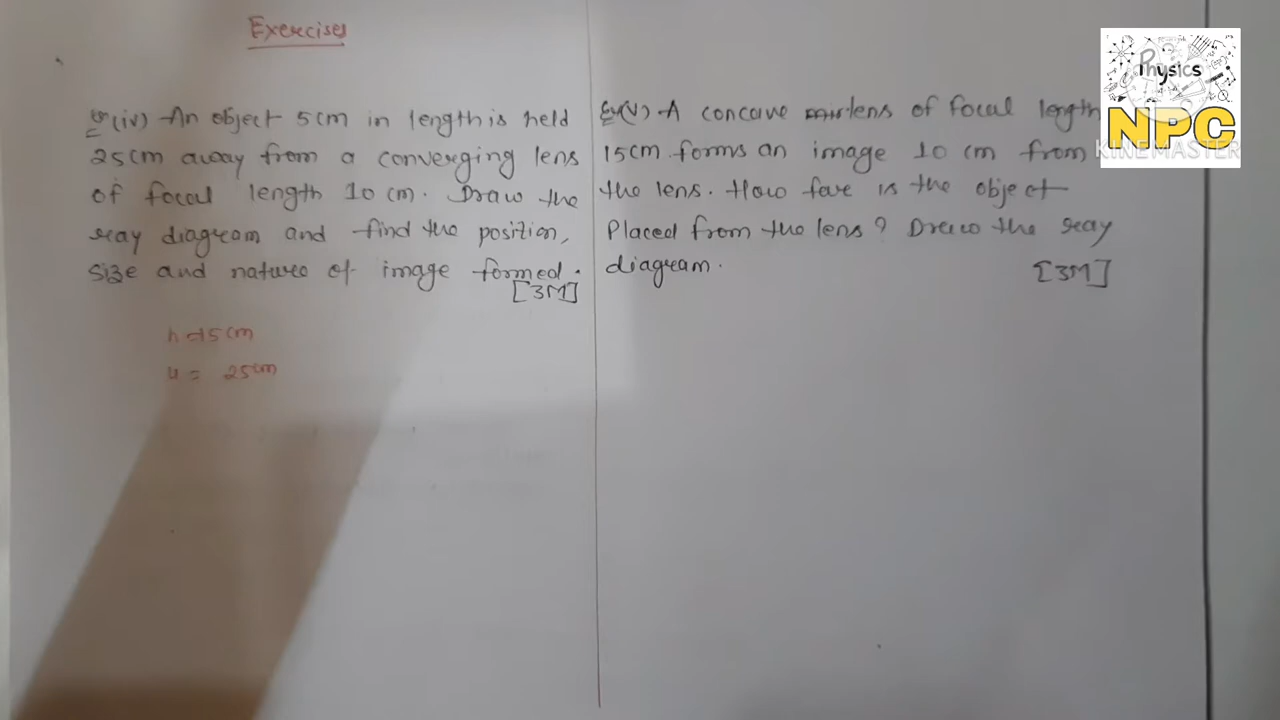 Exercises
Q(iv) - An object 5cm in length is held
25cm away from a converging lens
of focal length 10 cm. Draw the
ray diagram and find the position,
size and nature of image formed.
[3M]
h = 5cm
u = 25cm
Q(v) - A concave lens of focal length
15cm forms an image 10 cm from
the lens. How far is the object
Placed from the lens? Draw the ray
diagram.
[3M]
Physics
NPC
KINEMASTER